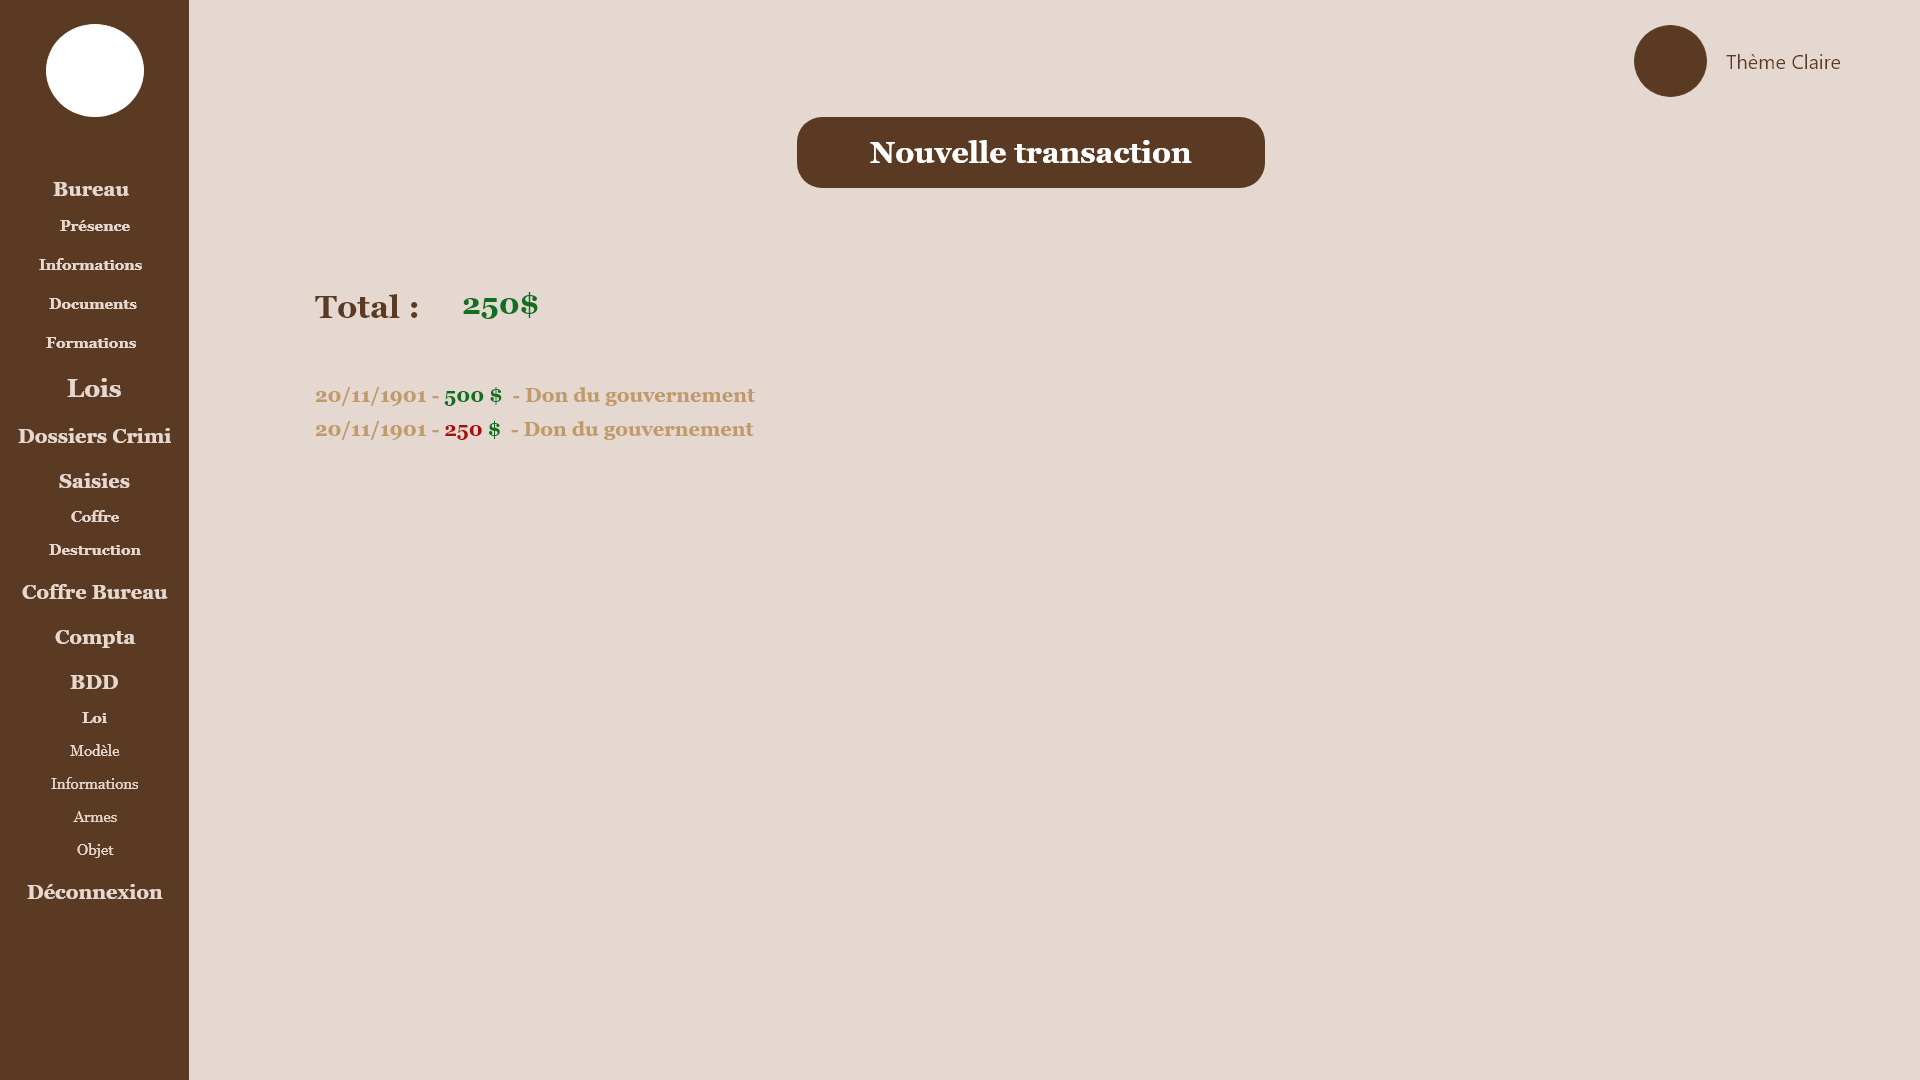 Thème Claire
Nouvelle transaction
Bureau
Présence
Informations
Documents
Formations
Lois
Dossiers Crimi
Saisies
Coffre
Destruction
Coffre Bureau
Compta
BDD
Loi
Modèle
Informations
Armes
Objet
Déconnexion
Total : 250$
20/11/1901 - 500 $ - Don du gouvernement
20/11/1901 - 250 $ - Don du gouvernement